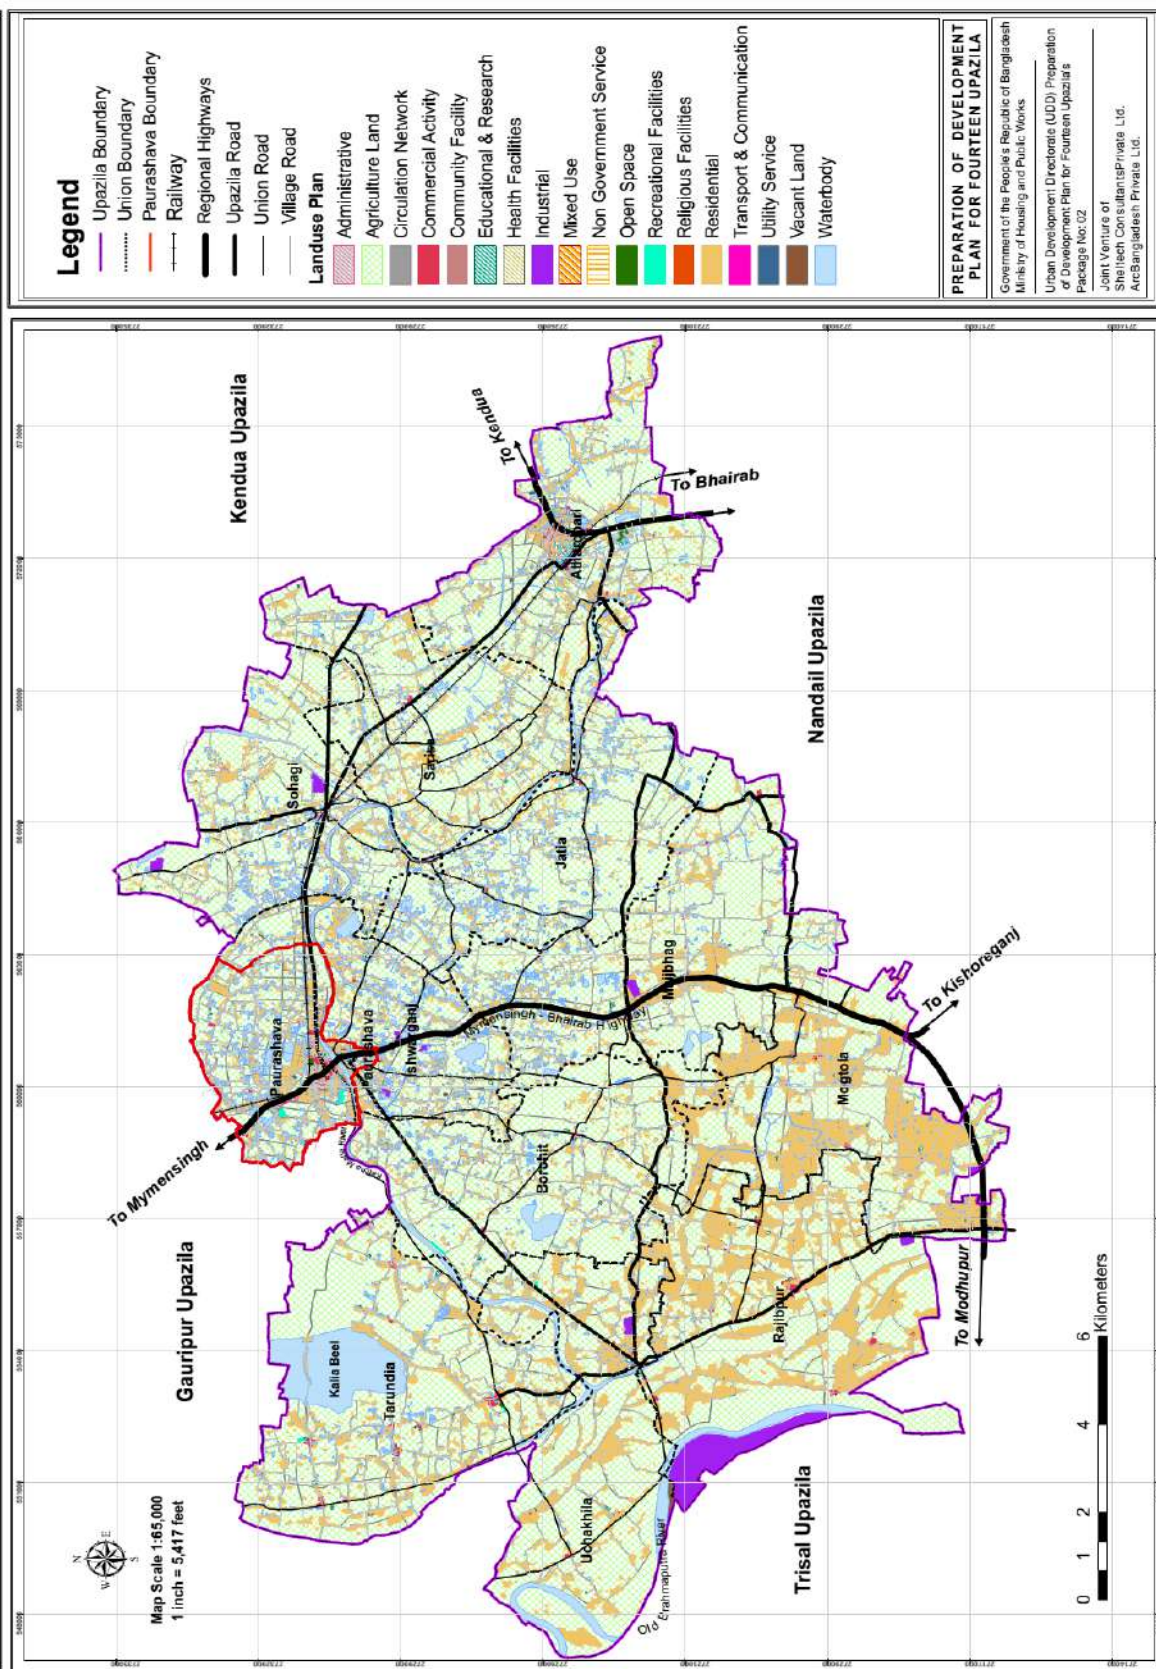 Legend
Upazila Boundary
Union Boundary
Paurashava Boundary
Railway
Regional Highways
Upazila Road
Union Road
Village Road
Landuse Plan
Administrative
Agriculture Land
Circulation Network
Commercial Activity
Community Facility
Educational & Research
Health Facilities
Industrial
Mixed Use
Non Government Service
Open Space
Recreational Facilities
Religious Facilities
Residential
Transport & Communication
Utility Service
Vacant Land
Waterbody
PREPARATION OF DEVELOPMENT
PLAN FOR FOURTEEN UPAZILA
Government of the People's Republic of Bangladesh
Ministry of Housing and Public Works
Urban Development Directorate (UDD) Preparation
of Development Plan for Fourteen Upazila's
Package No: 02
Joint Venture of
Sheltech ConsultantsPrivate Ltd.
ArcBangladesh Private Ltd.
N
W
E
S
Map Scale 1:65,000
1 inch = 5,417 feet
Gauripur Upazila
Kendua Upazila
To Mymensingh
To Kendua
To Bhairab
Kalia Beel
Tarundia
Paurashava
Paurashava
Ishwarganj
Sohagi
Atharobari
Jatia
Borohit
Mymensingh - Bhairab Highway
Maijbhag
Uchakhila
Old Brahmaputra River
Rajibpur
Mogtola
Nandail Upazila
Trisal Upazila
To Kishoreganj
To Modhupur
0 1 2 4 6
Kilometers